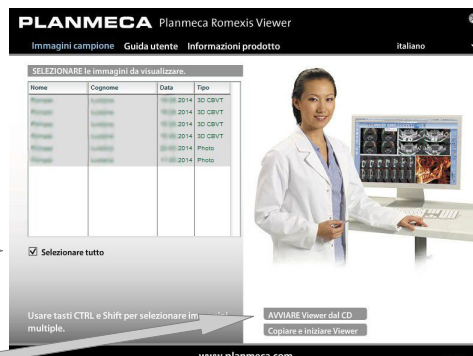 PLANMECA Planmeca Romexis Viewer
Immagini campione Guida utente Informazioni prodotto italiano
SELEZIONARE le immagini da visualizzare.
Nome Cognome Data Tipo
.2014 3D CBVT
.2014 3D CBVT
.2014 3D CBVT
.2014 3D CBVT
.2014 Photo
.2014 Photo
Selezionare tutto
Usare tasti CTRL e Shift per selezionare
multiple.
AVVIARE Viewer dal CD
Copiare e iniziare Viewer
www.planmeca.com